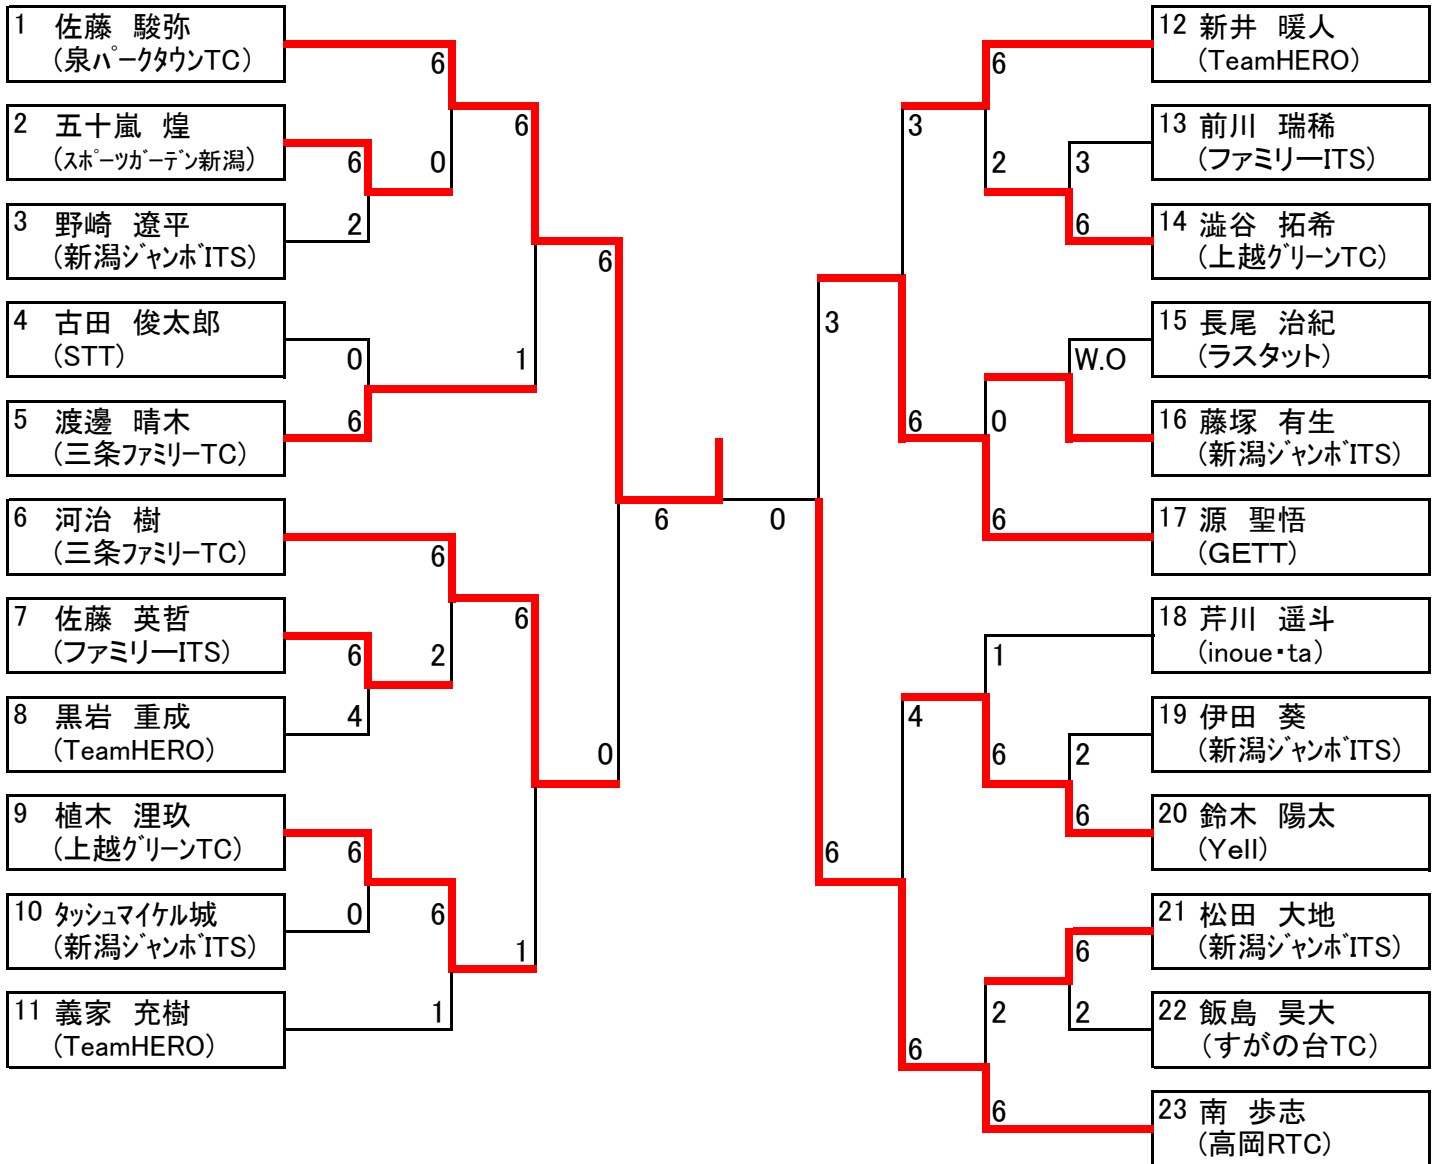 1 佐藤 駿弥
(泉パークタウンTC)
6
2 五十嵐 煌
(スポーツガーデン新潟)
6
0
6
3 野崎 遼平
(新潟ジャンボITS)
2
6
4 古田 俊太郎
(STT)
0
1
5 渡邊 晴木
(三条ファミリーTC)
6
6 河治 樹
(三条ファミリーTC)
6
7 佐藤 英哲
(ファミリーITS)
6
2
6
8 黒岩 重成
(TeamHERO)
4
0
9 植木 浬玖
(上越グリーンTC)
6
10 タッシュマイケル城
(新潟ジャンボITS)
0
6
1
11 義家 充樹
(TeamHERO)
1
6 0
12 新井 暖人
(TeamHERO)
6
3
13 前川 瑞稀
(ファミリーITS)
2
3
14 澁谷 拓希
(上越グリーンTC)
6
3
15 長尾 治紀
(ラスタット)
W.O
16 藤塚 有生
(新潟ジャンボITS)
6
0
17 源 聖悟
(GETT)
6
18 芹川 遥斗
(inoue・ta)
1
4
19 伊田 葵
(新潟ジャンボITS)
6
2
20 鈴木 陽太
(Yell)
6
6
21 松田 大地
(新潟ジャンボITS)
6
22 飯島 昊大
(すがの台TC)
2
2
6
23 南 歩志
(高岡RTC)
6